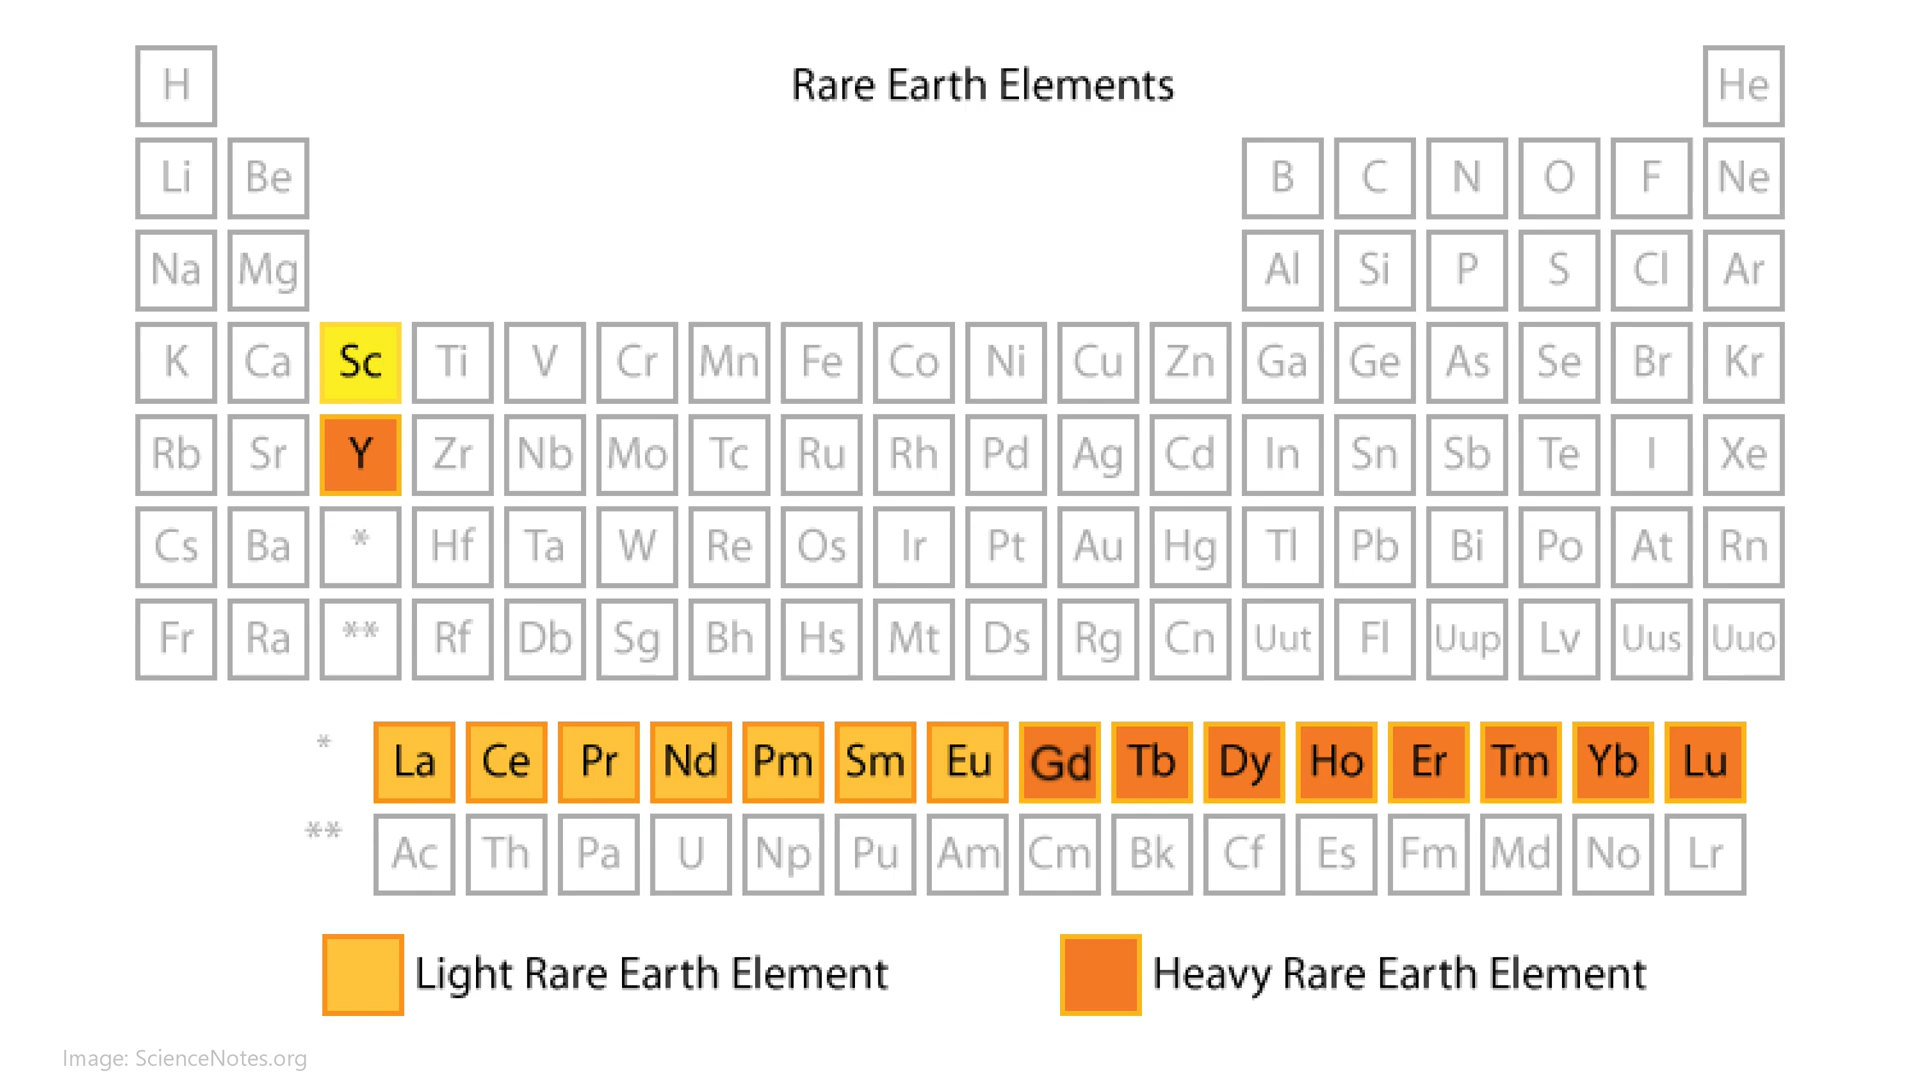 Rare Earth Elements
H He
Li Be B C N O F Ne
Na Mg Al Si P S Cl Ar
K Ca Sc Ti V Cr Mn Fe Co Ni Cu Zn Ga Ge As Se Br Kr
Rb Sr Y Zr Nb Mo Tc Ru Rh Pd Ag Cd In Sn Sb Te I Xe
Cs Ba * Hf Ta W Re Os Ir Pt Au Hg Tl Pb Bi Po At Rn
Fr Ra ** Rf Db Sg Bh Hs Mt Ds Rg Cn Uut Fl Uup Lv Uus Uuo
* La Ce Pr Nd Pm Sm Eu Gd Tb Dy Ho Er Tm Yb Lu
** Ac Th Pa U Np Pu Am Cm Bk Cf Es Fm Md No Lr
Light Rare Earth Element Heavy Rare Earth Element
Image: ScienceNotes.org